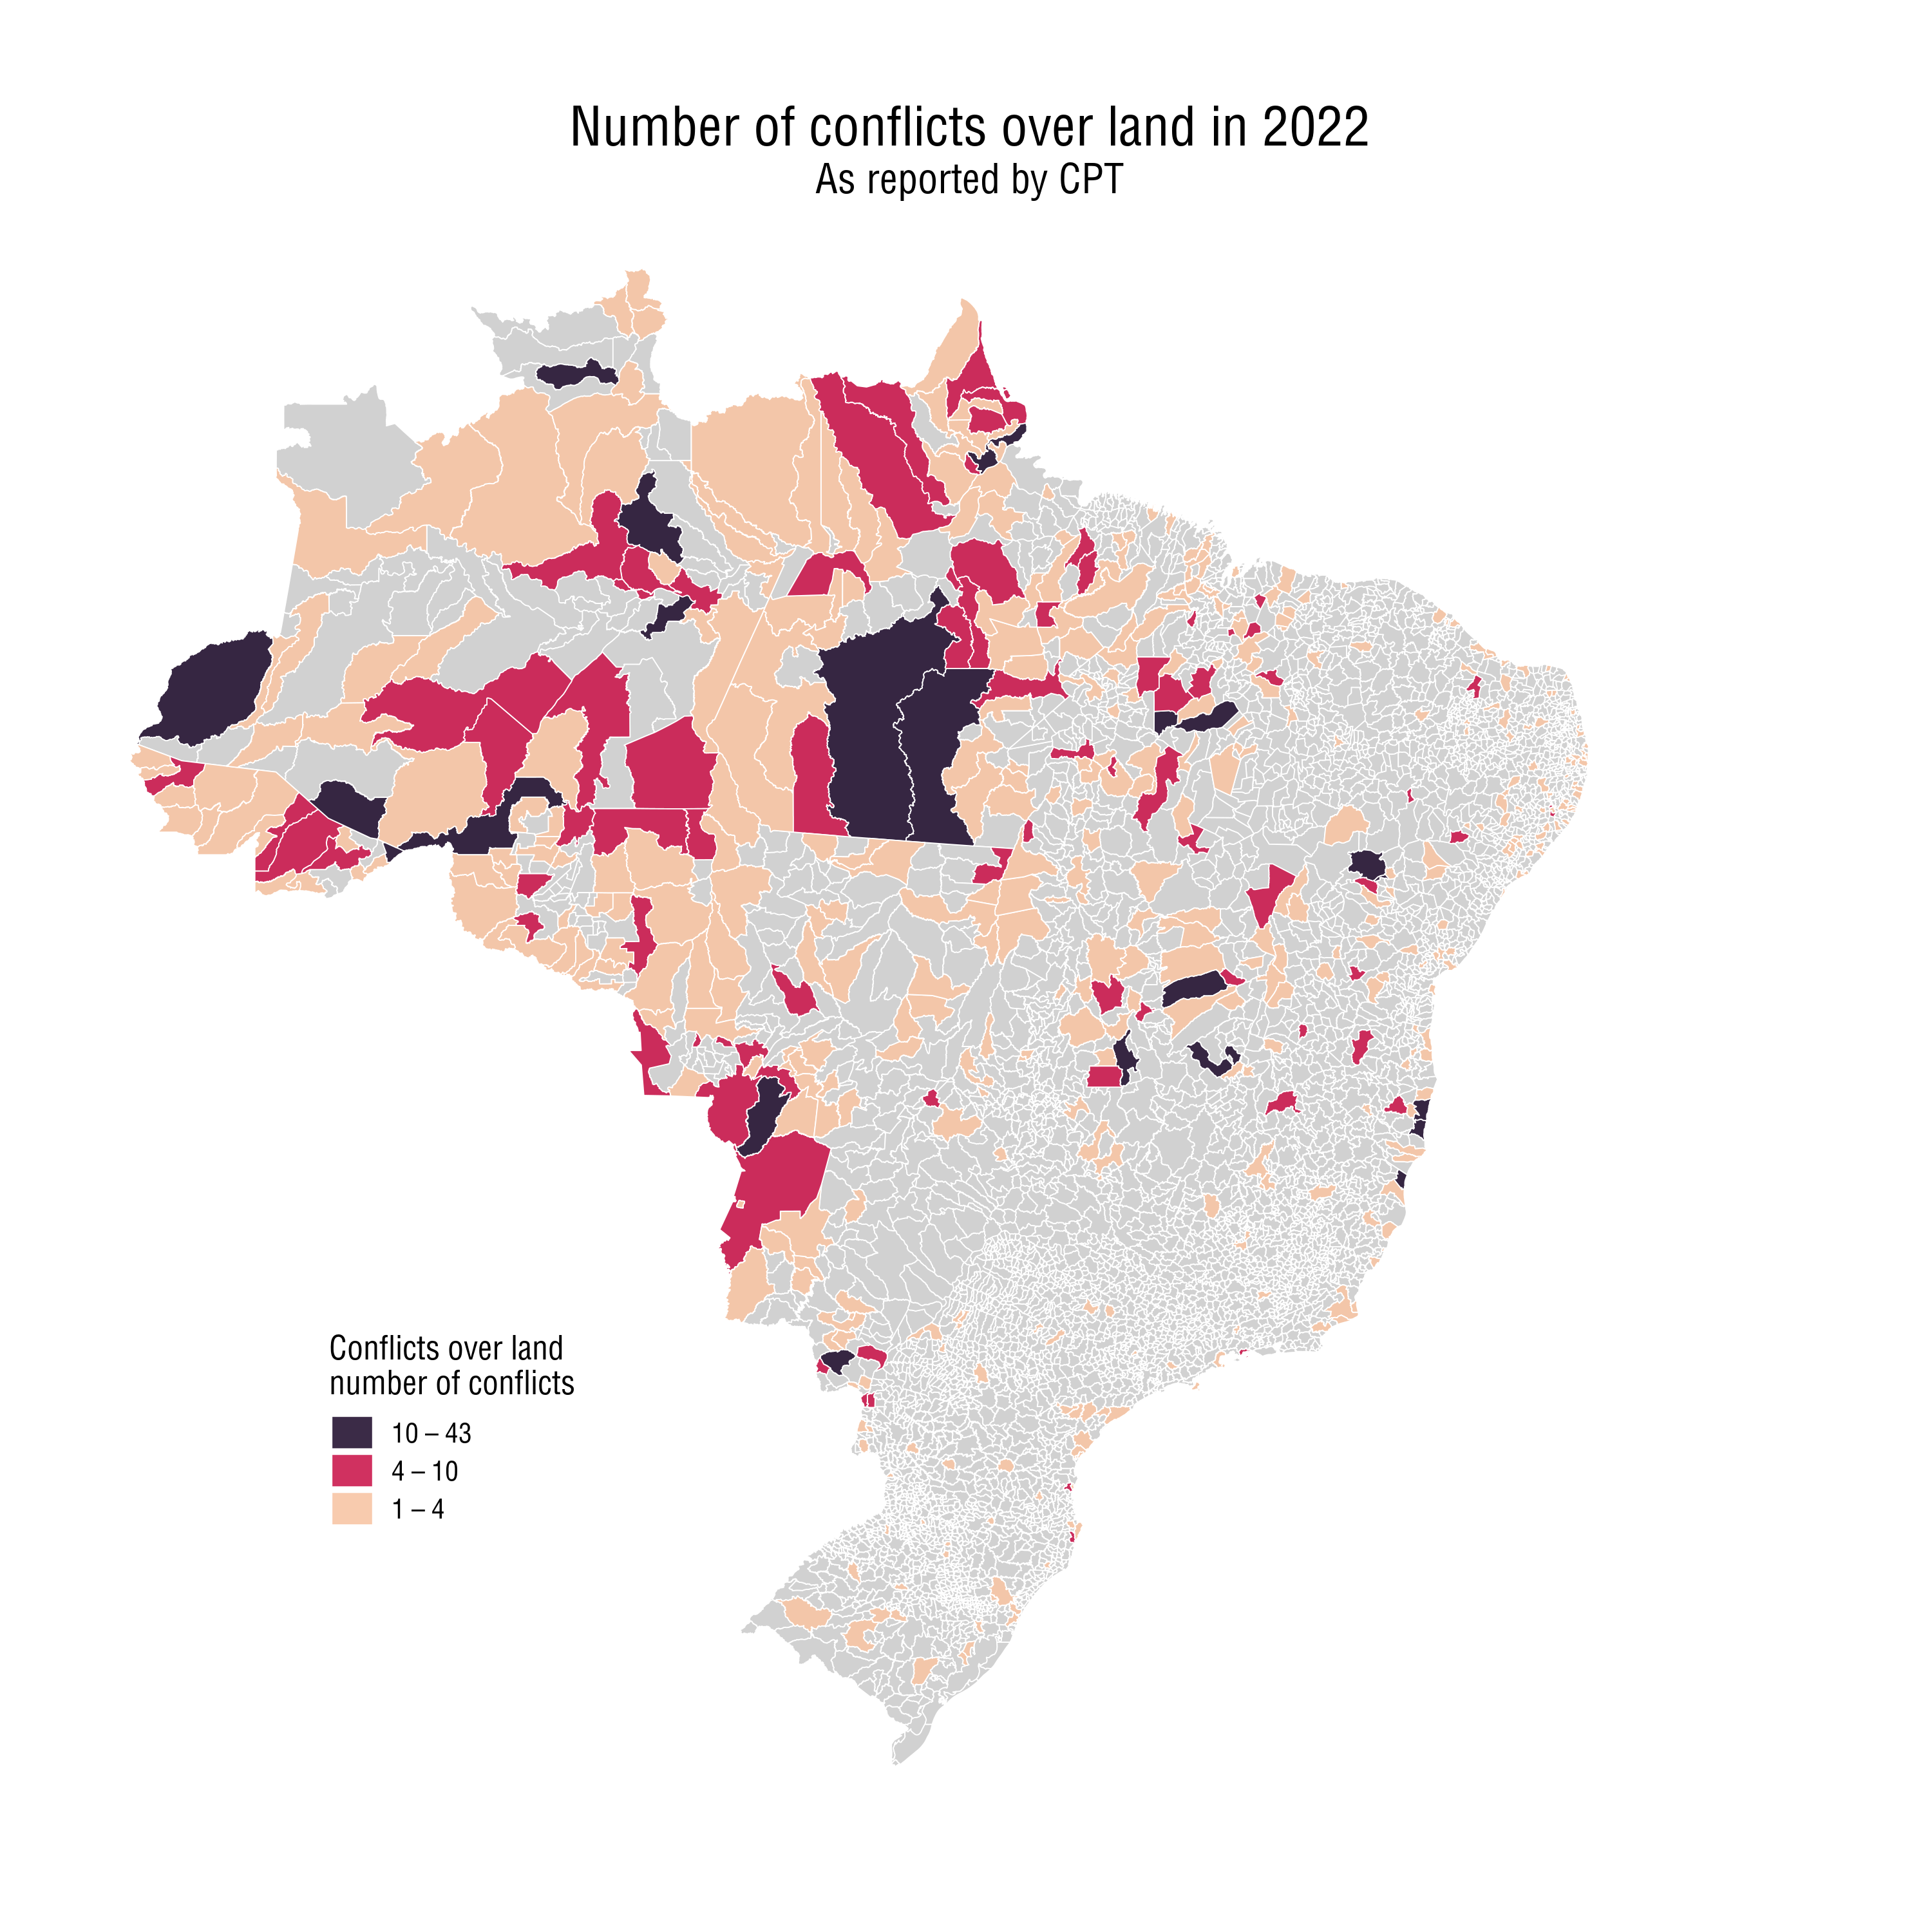 Number of conflicts over land in 2022
As reported by CPT
Conflicts over land
number of conflicts
10 – 43
4 – 10
1 – 4